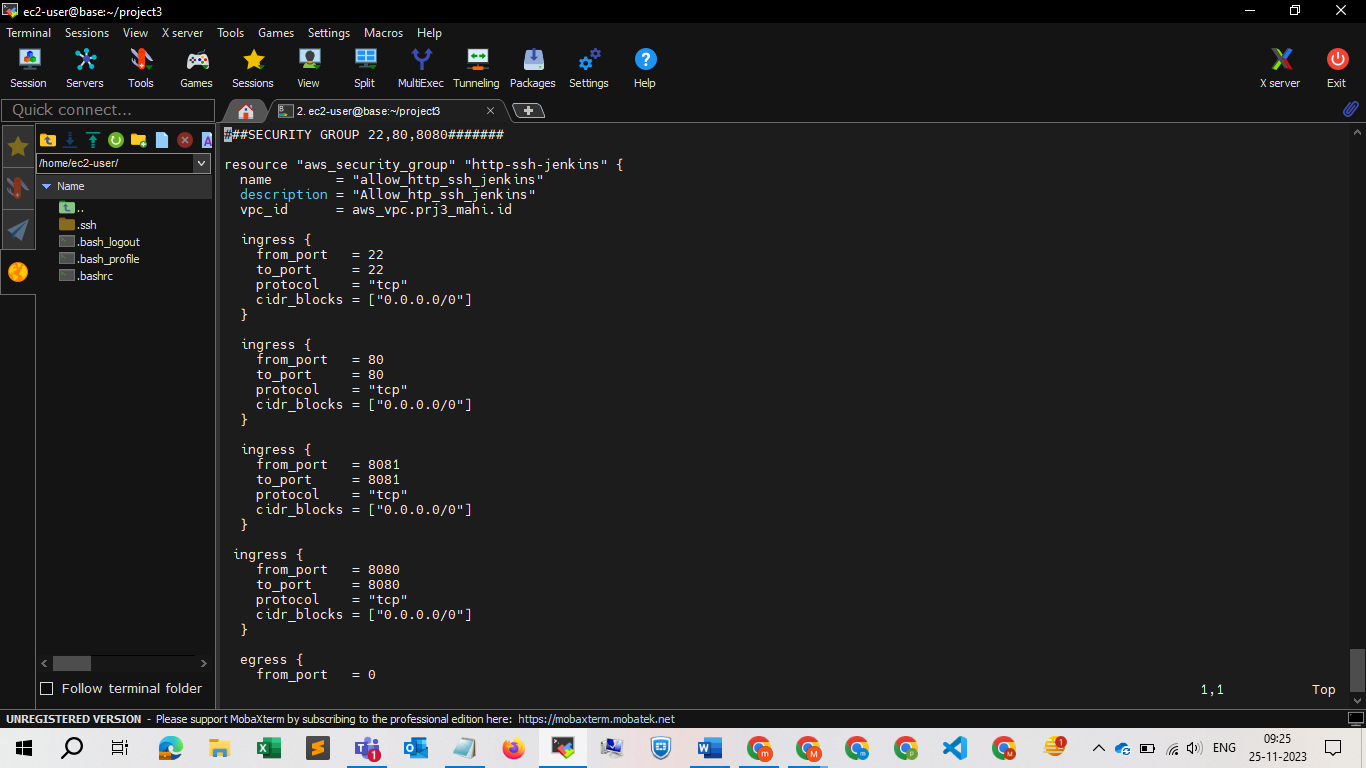 ec2-user@base:~/project3
Terminal Sessions View X server Tools Games Settings Macros Help
Session Servers Tools Games Sessions View Split MultiExec Tunneling Packages Settings Help X server Exit
Quick connect...
2. ec2-user@base:~/project3
/home/ec2-user/
Name
..
.ssh
.bash_logout
.bash_profile
.bashrc
Follow terminal folder
###SECURITY GROUP 22,80,8080#######
resource "aws_security_group" "http-ssh-jenkins" {
name = "allow_http_ssh_jenkins"
description = "Allow_htp_ssh_jenkins"
vpc_id = aws_vpc.prj3_mahi.id
ingress {
from_port = 22
to_port = 22
protocol = "tcp"
cidr_blocks = ["0.0.0.0/0"]
}
ingress {
from_port = 80
to_port = 80
protocol = "tcp"
cidr_blocks = ["0.0.0.0/0"]
}
ingress {
from_port = 8081
to_port = 8081
protocol = "tcp"
cidr_blocks = ["0.0.0.0/0"]
}
ingress {
from_port = 8080
to_port = 8080
protocol = "tcp"
cidr_blocks = ["0.0.0.0/0"]
}
egress {
from_port = 0
1,1 Top
UNREGISTERED VERSION - Please support MobaXterm by subscribing to the professional edition here: https://mobaxterm.mobatek.net
ENG
09:25
25-11-2023